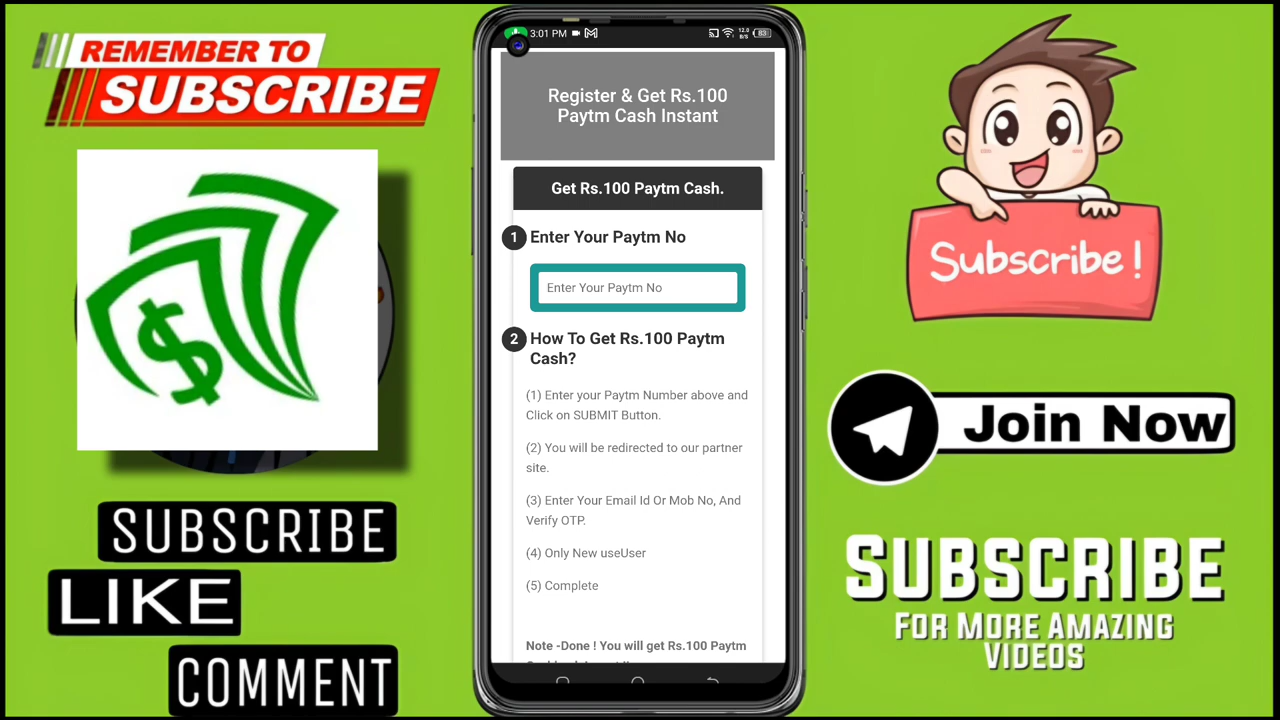 REMEMBER TO
SUBSCRIBE
$
SUBSCRIBE
LIKE
COMMENT
3:01 PM
12.0
B/S
83
Register & Get Rs.100
Paytm Cash Instant
Get Rs.100 Paytm Cash.
1 Enter Your Paytm No
Enter Your Paytm No
2 How To Get Rs.100 Paytm
Cash?
(1) Enter your Paytm Number above and
Click on SUBMIT Button.
(2) You will be redirected to our partner
site.
(3) Enter Your Email Id Or Mob No, And
Verify OTP.
(4) Only New useUser
(5) Complete
Note -Done ! You will get Rs.100 Paytm
Subscribe!
Join Now
SUBSCRIBE
FOR MORE AMAZING
VIDEOS